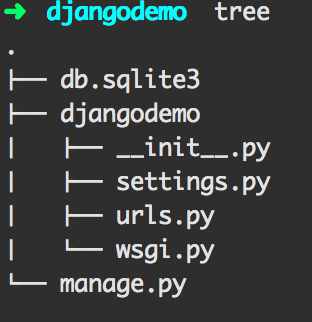 ➜ djangodemo tree
.
├── db.sqlite3
├── djangodemo
│   ├── __init__.py
│   ├── settings.py
│   ├── urls.py
│   └── wsgi.py
└── manage.py